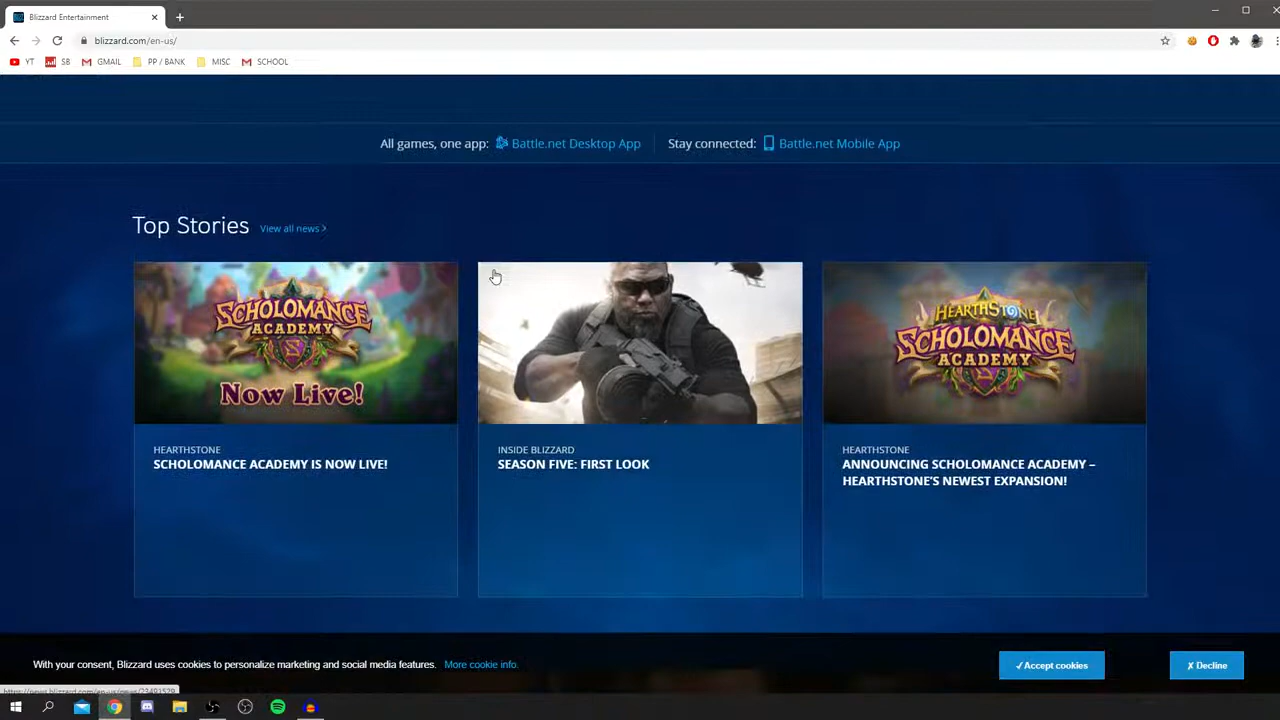 Blizzard Entertainment
blizzard.com/en-us/
YT SB GMAIL PP / BANK MISC SCHOOL
All games, one app: Battle.net Desktop App Stay connected: Battle.net Mobile App
Top Stories View all news >
SCHOLOMANCE
ACADEMY
Now Live!
HEARTHSTONE
SCHOLOMANCE ACADEMY IS NOW LIVE!
INSIDE BLIZZARD
SEASON FIVE: FIRST LOOK
HEARTHSTONE
SCHOLOMANCE
ACADEMY
HEARTHSTONE
ANNOUNCING SCHOLOMANCE ACADEMY –
HEARTHSTONE'S NEWEST EXPANSION!
With your consent, Blizzard uses cookies to personalize marketing and social media features. More cookie info.
✓Accept cookies
✗ Decline